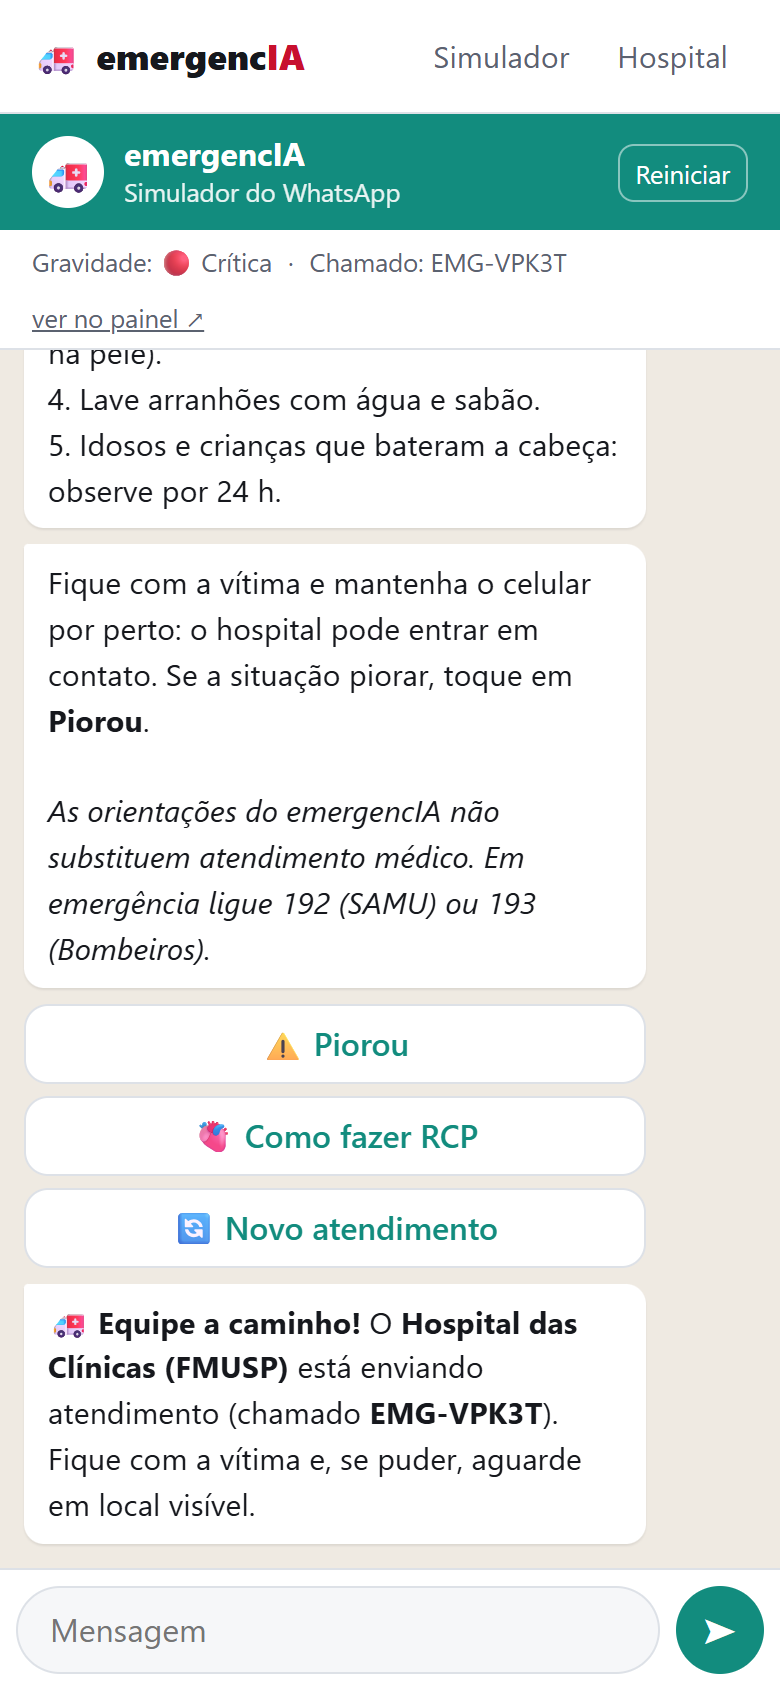 emergencIA
Simulador
Hospital
emergencIA
Simulador do WhatsApp
Reiniciar
Gravidade: Crítica · Chamado: EMG-VPK3T
ver no painel ↗
na pele).
4. Lave arranhões com água e sabão.
5. Idosos e crianças que bateram a cabeça:
observe por 24 h.
Fique com a vítima e mantenha o celular
por perto: o hospital pode entrar em
contato. Se a situação piorar, toque em
Piorou.
As orientações do emergencIA não
substituem atendimento médico. Em
emergência ligue 192 (SAMU) ou 193
(Bombeiros).
Piorou
Como fazer RCP
Novo atendimento
Equipe a caminho! O Hospital das
Clínicas (FMUSP) está enviando
atendimento (chamado EMG-VPK3T).
Fique com a vítima e, se puder, aguarde
em local visível.
Mensagem